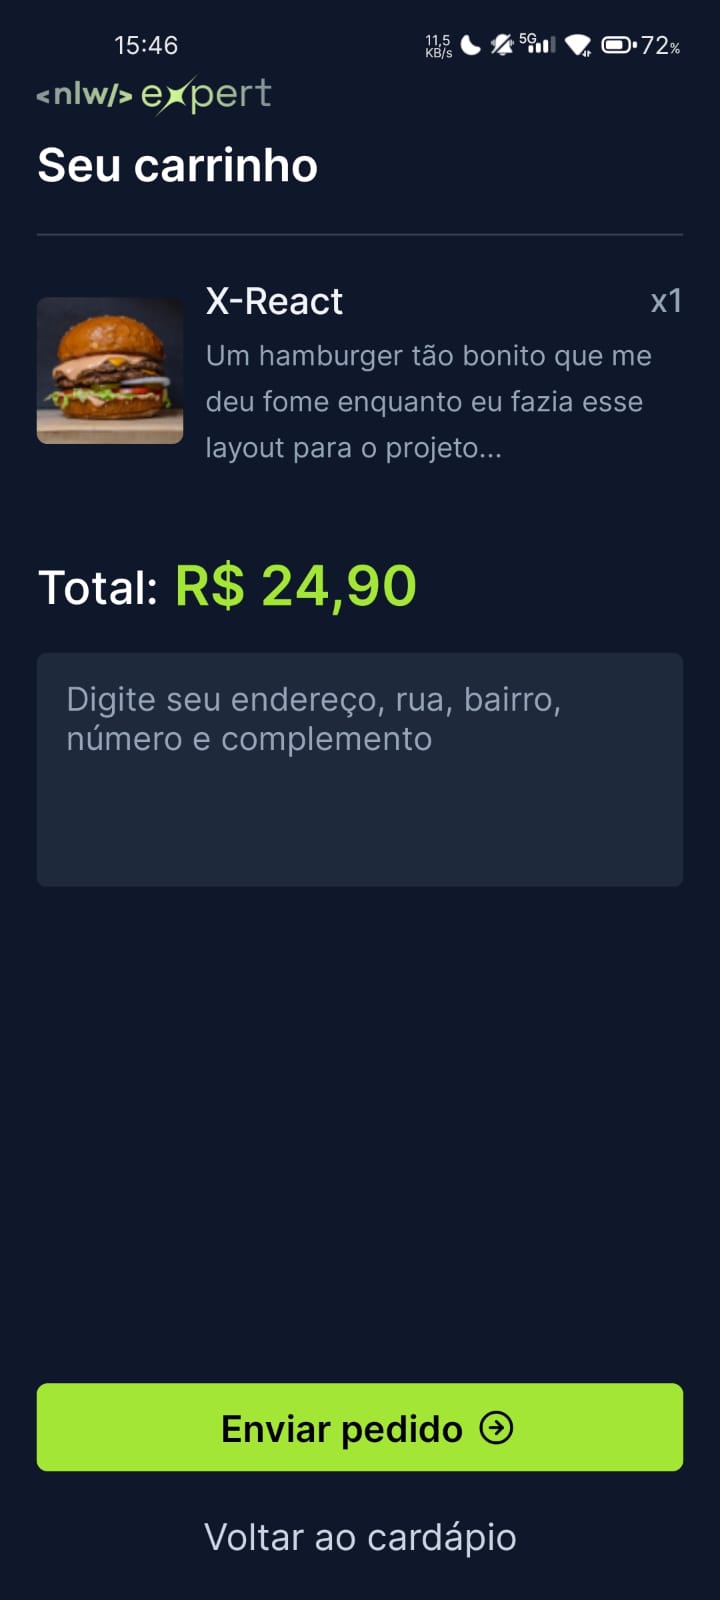 15:46
11,5
KB/s
5G
72%
<nlw/> expert
Seu carrinho
X-React
x1
Um hamburger tão bonito que me
deu fome enquanto eu fazia esse
layout para o projeto...
Total: R$ 24,90
Digite seu endereço, rua, bairro,
número e complemento
Enviar pedido
Voltar ao cardápio